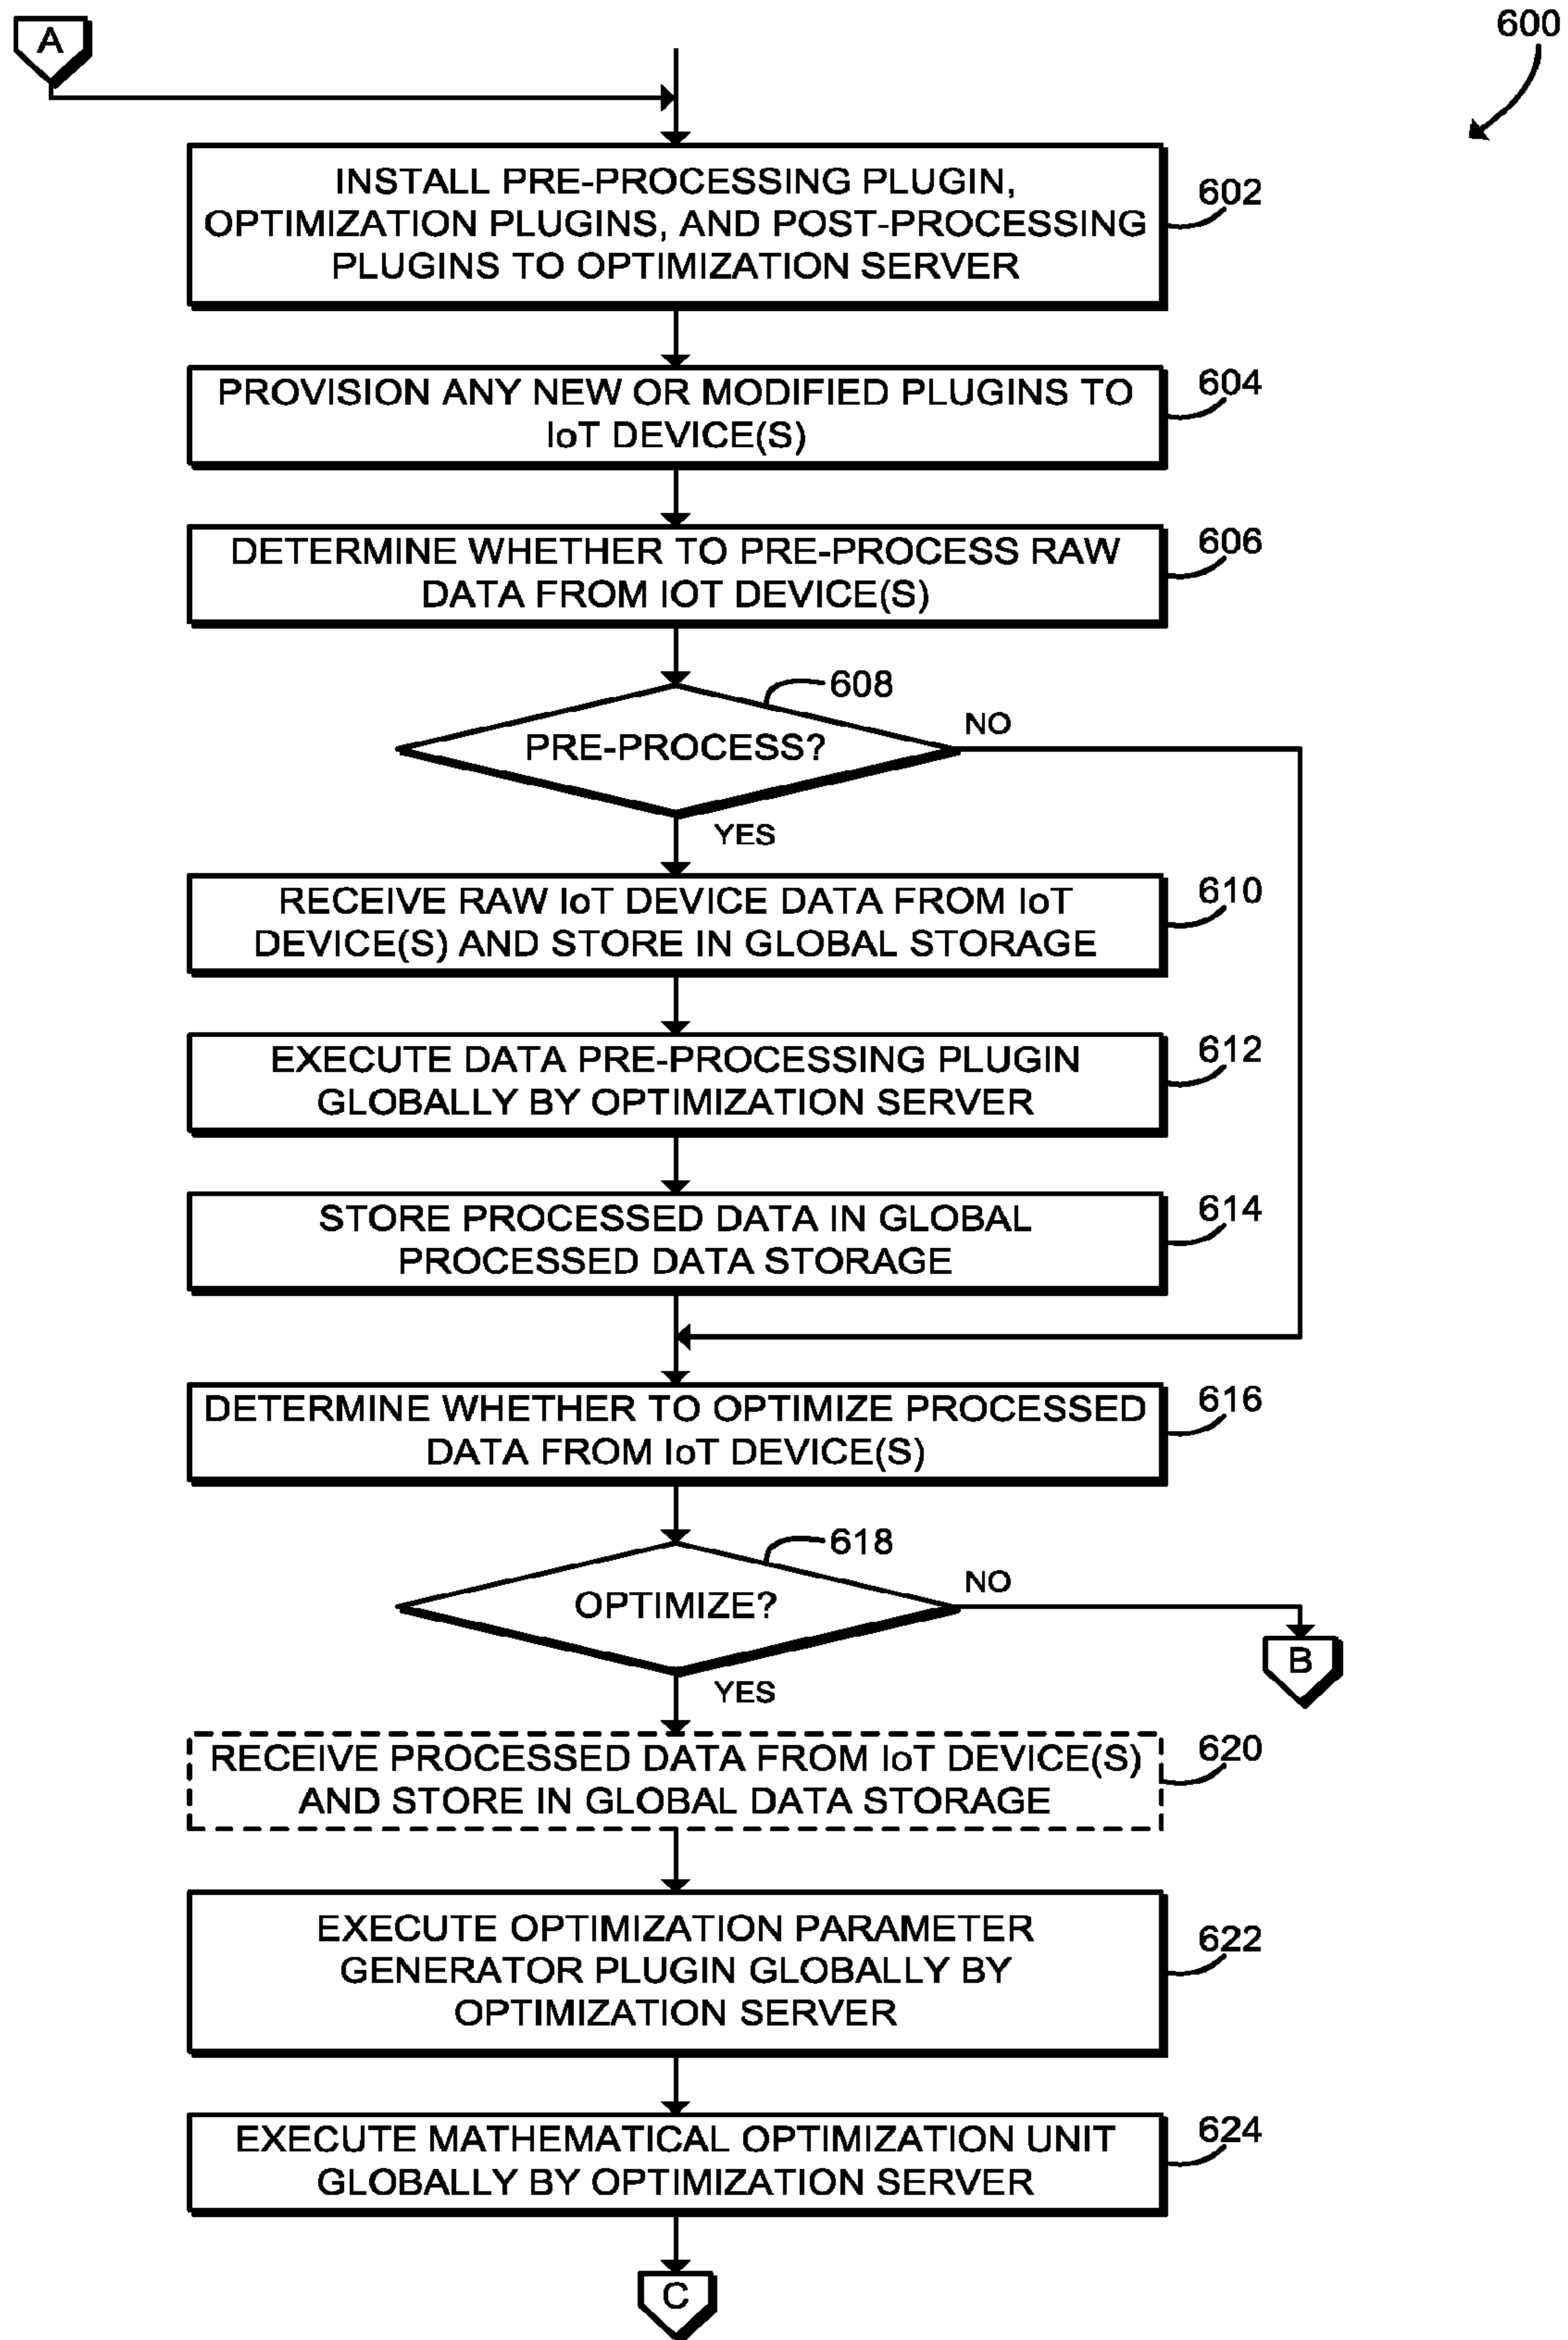 A
600
INSTALL PRE-PROCESSING PLUGIN,
OPTIMIZATION PLUGINS, AND POST-PROCESSING
PLUGINS TO OPTIMIZATION SERVER
602
PROVISION ANY NEW OR MODIFIED PLUGINS TO
IoT DEVICE(S)
604
DETERMINE WHETHER TO PRE-PROCESS RAW
DATA FROM IOT DEVICE(S)
606
608
PRE-PROCESS?
NO
YES
RECEIVE RAW IoT DEVICE DATA FROM IoT
DEVICE(S) AND STORE IN GLOBAL STORAGE
610
EXECUTE DATA PRE-PROCESSING PLUGIN
GLOBALLY BY OPTIMIZATION SERVER
612
STORE PROCESSED DATA IN GLOBAL
PROCESSED DATA STORAGE
614
DETERMINE WHETHER TO OPTIMIZE PROCESSED
DATA FROM IoT DEVICE(S)
616
618
OPTIMIZE?
NO
B
YES
RECEIVE PROCESSED DATA FROM IoT DEVICE(S)
AND STORE IN GLOBAL DATA STORAGE
620
EXECUTE OPTIMIZATION PARAMETER
GENERATOR PLUGIN GLOBALLY BY
OPTIMIZATION SERVER
622
EXECUTE MATHEMATICAL OPTIMIZATION UNIT
GLOBALLY BY OPTIMIZATION SERVER
624
C